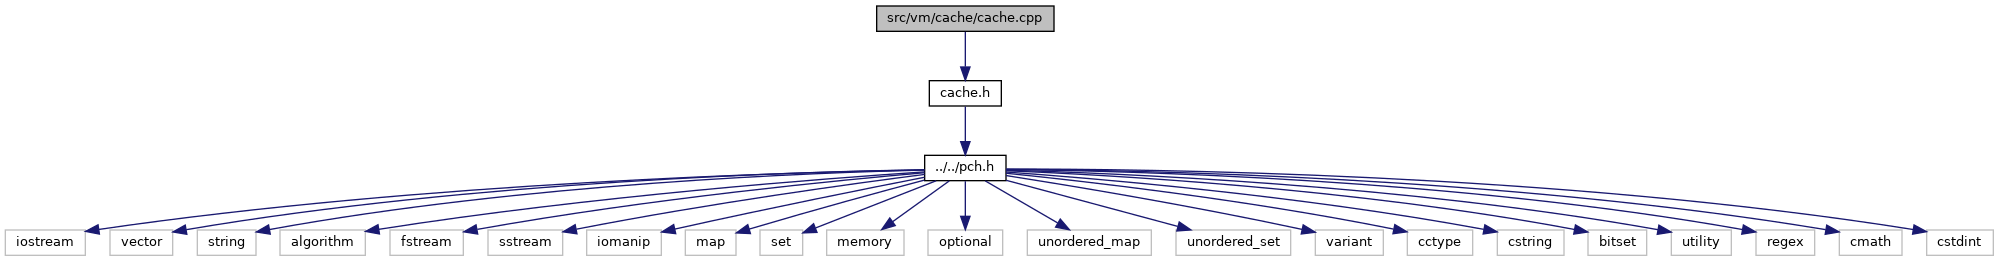 src/vm/cache/cache.cpp
cache.h
../../pch.h
iostream
vector
string
algorithm
fstream
sstream
iomanip
map
set
memory
optional
unordered_map
unordered_set
variant
cctype
cstring
bitset
utility
regex
cmath
cstdint